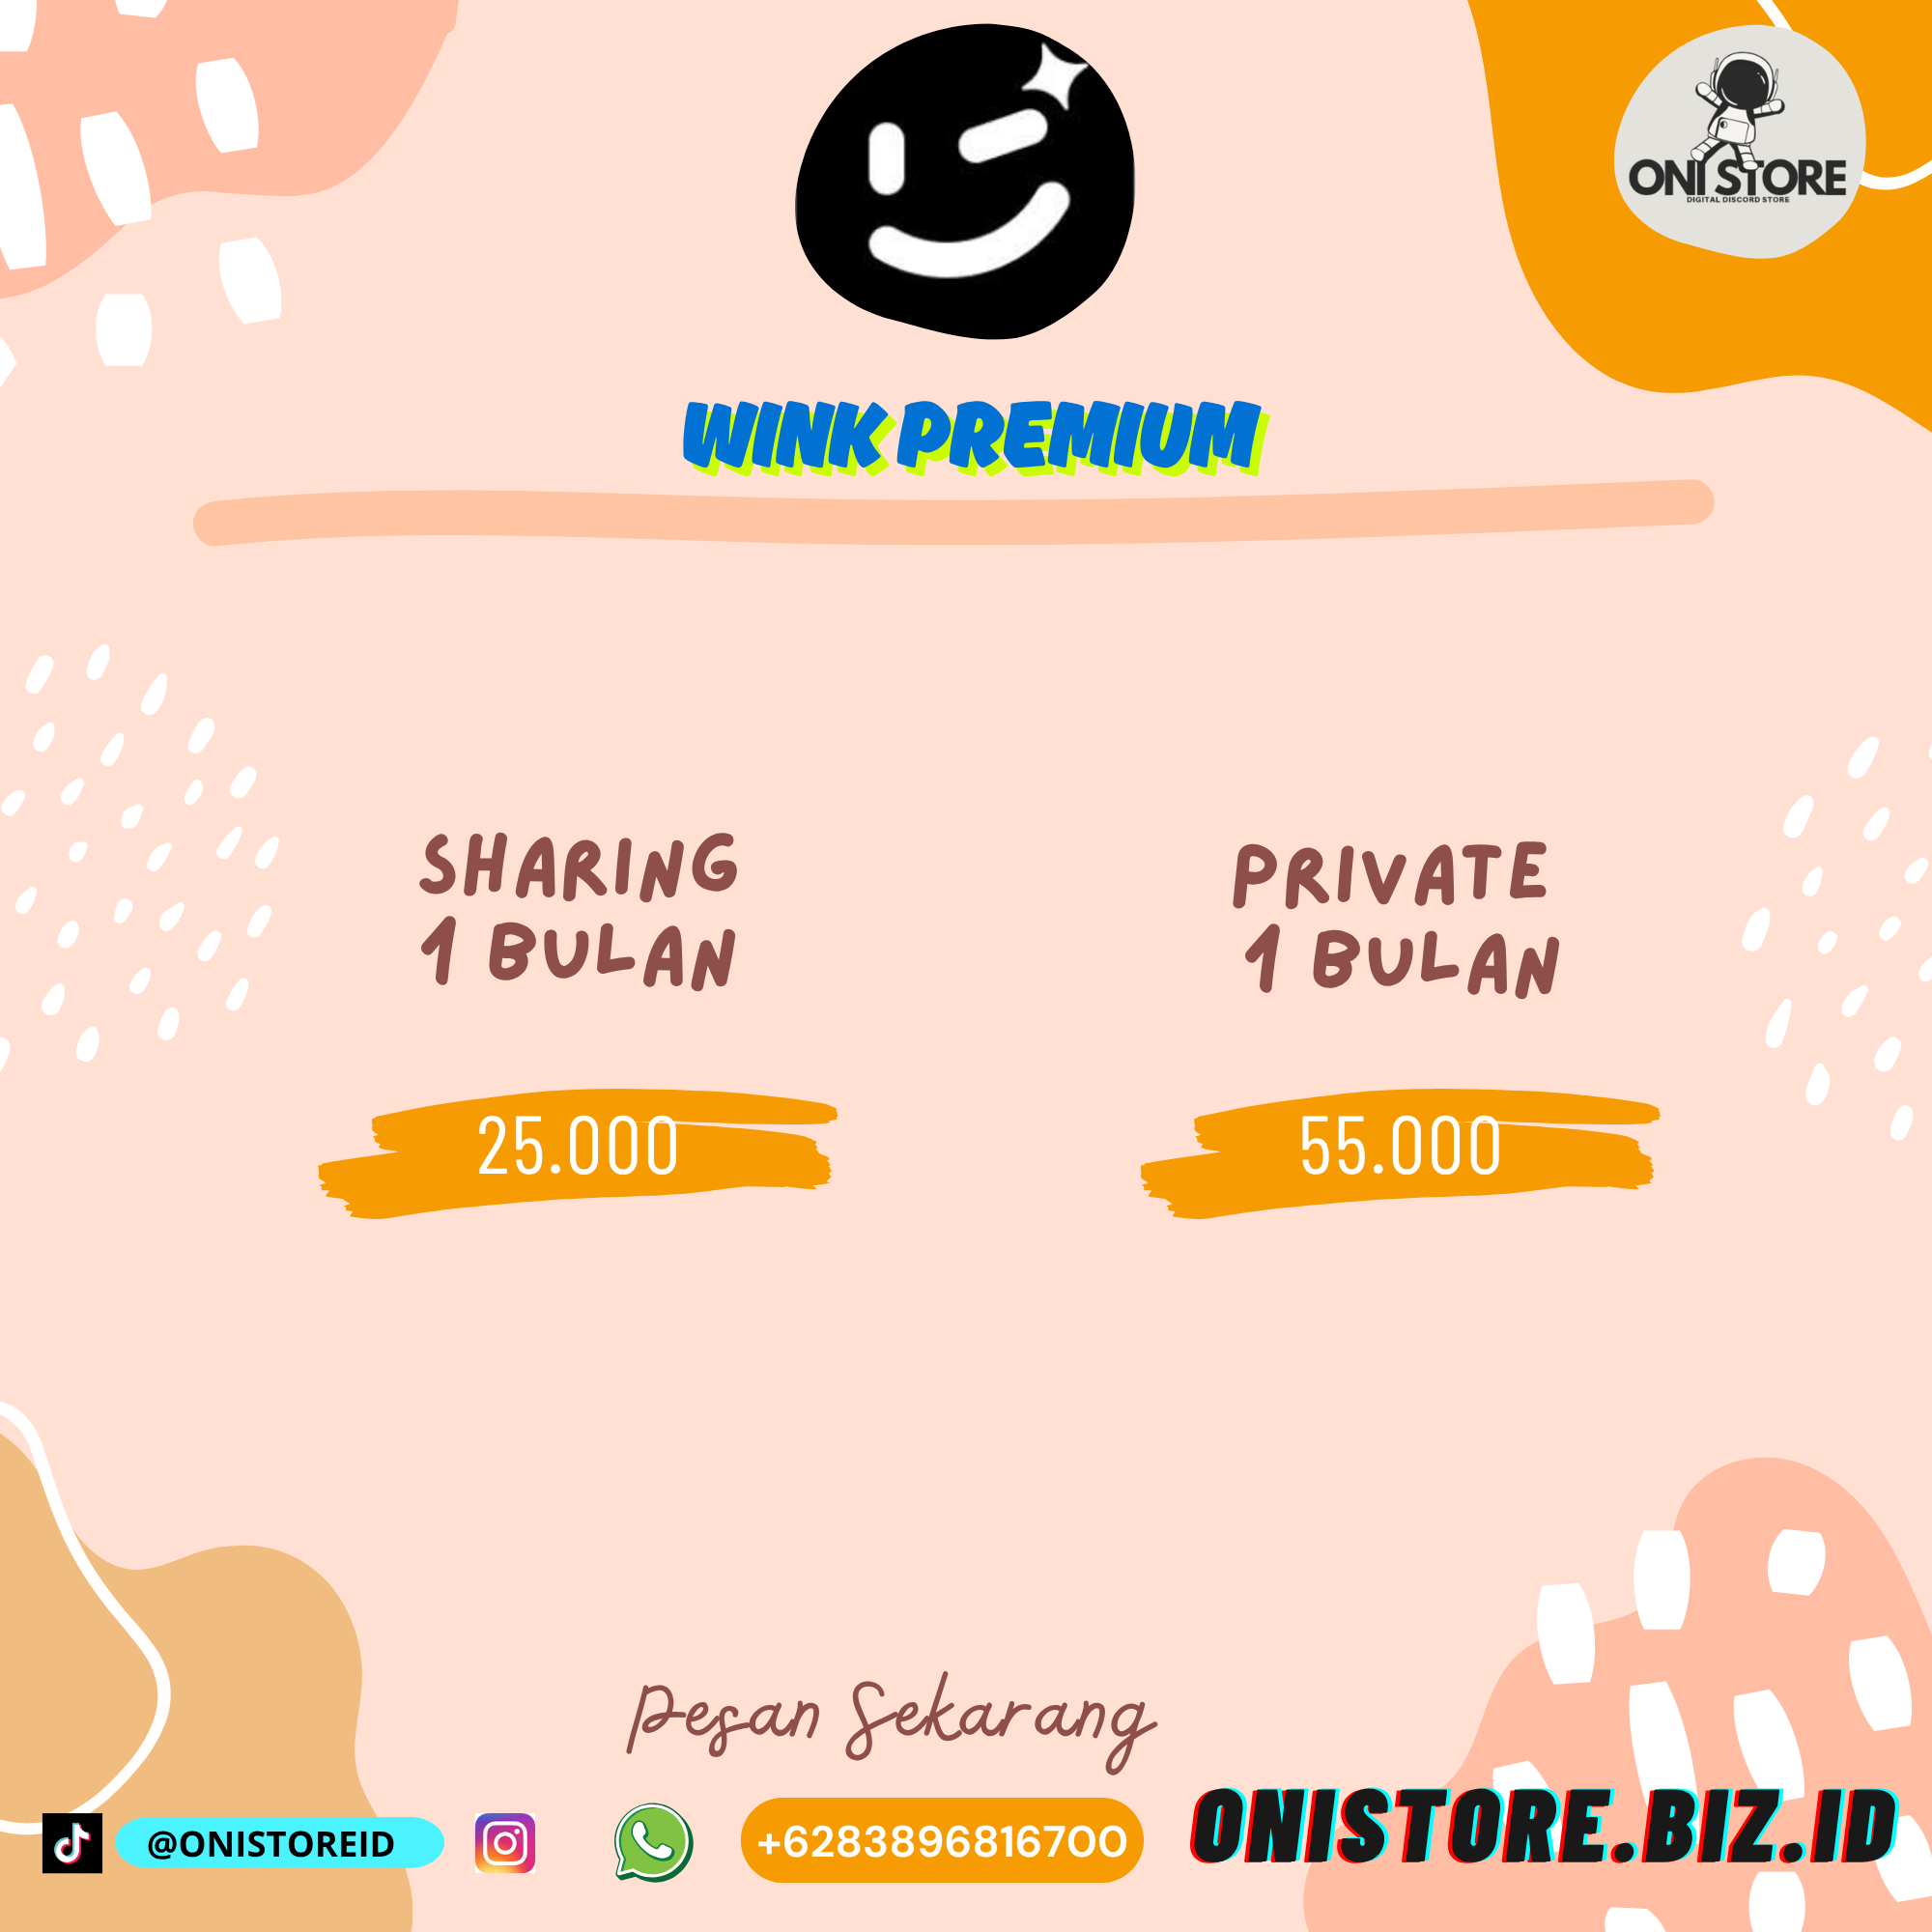 ONI STORE
DIGITAL DISCORD STORE
WINK PREMIUM
SHARING
1 BULAN
25.000
PRIVATE
1 BULAN
55.000
Pesan Sekarang
@ONISTOREID
+6283896816700
ONISTORE.BIZ.ID